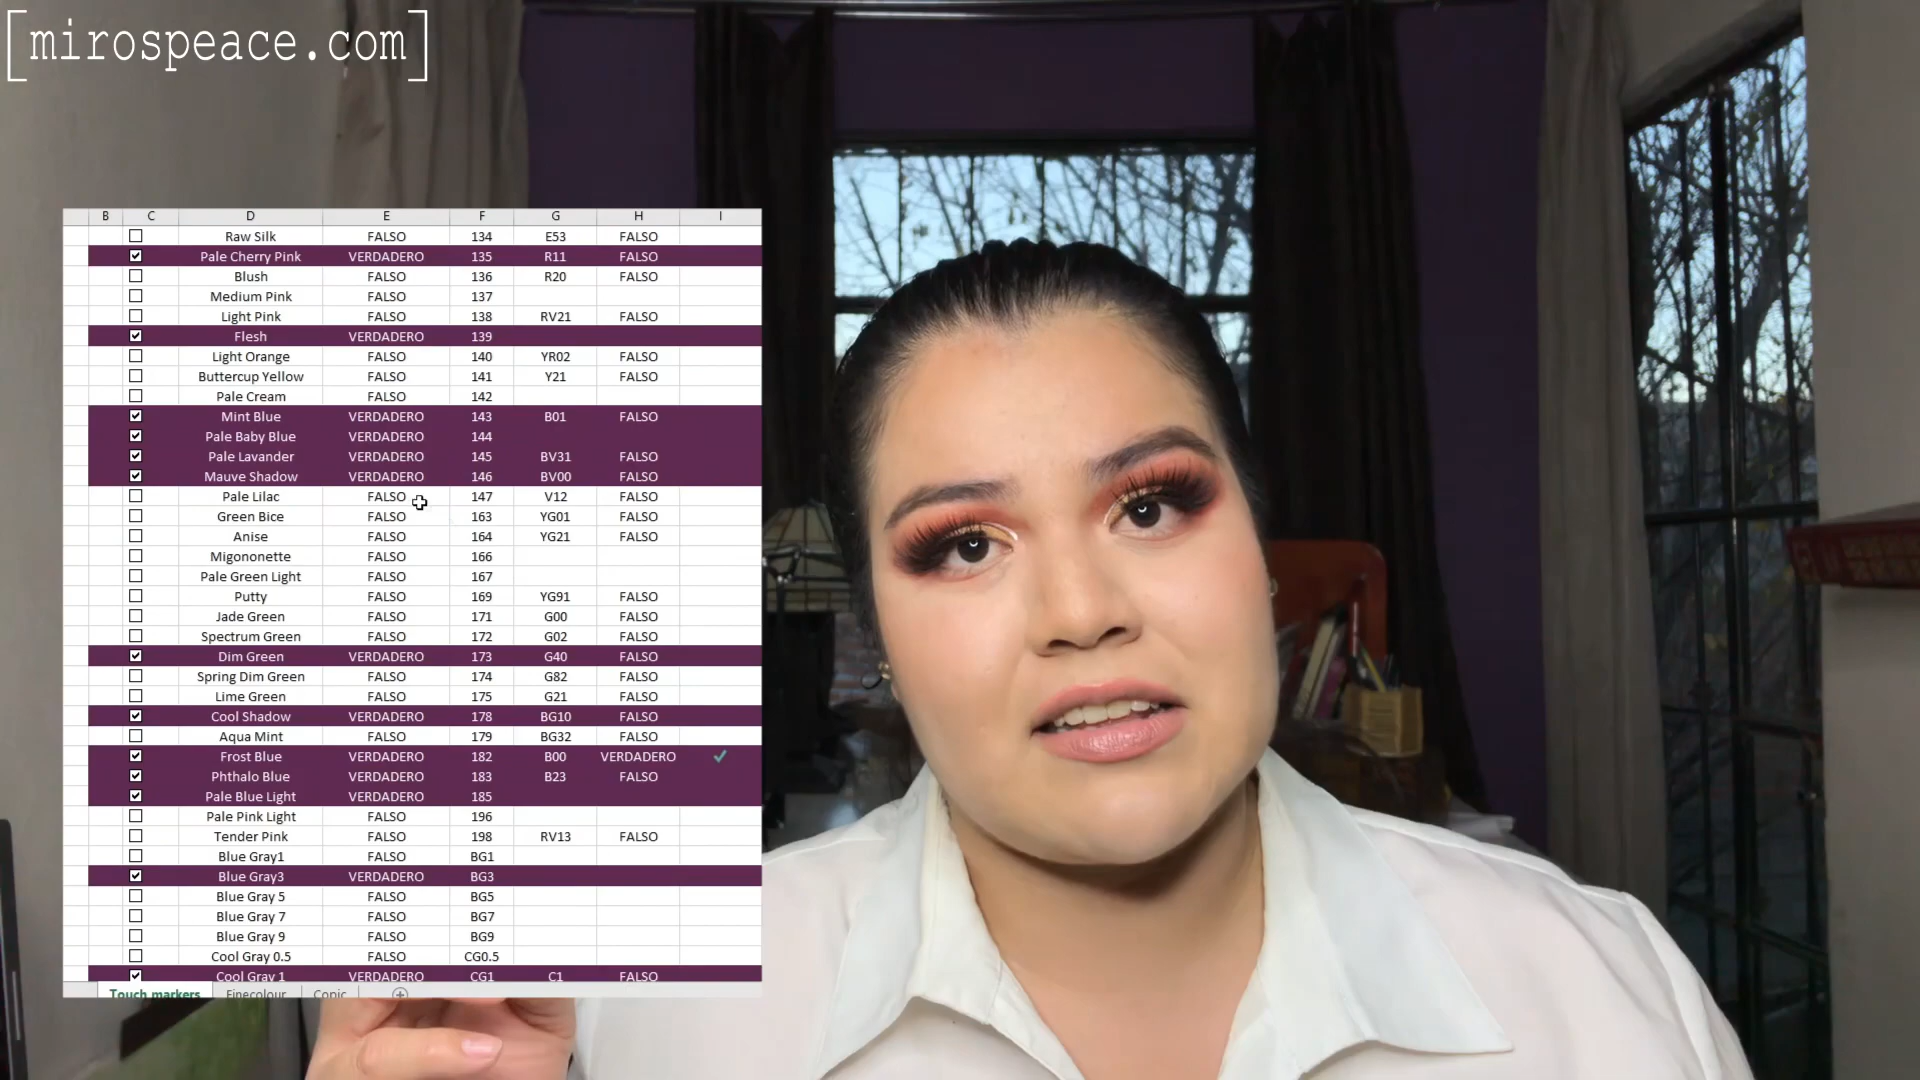 [mirospeace.com]
B C D E F G H I
Raw Silk FALSO 134 E53 FALSO
Pale Cherry Pink VERDADERO 135 R11 FALSO
Blush FALSO 136 R20 FALSO
Medium Pink FALSO 137
Light Pink FALSO 138 RV21 FALSO
Flesh VERDADERO 139
Light Orange FALSO 140 YR02 FALSO
Buttercup Yellow FALSO 141 Y21 FALSO
Pale Cream FALSO 142
Mint Blue VERDADERO 143 B01 FALSO
Pale Baby Blue VERDADERO 144
Pale Lavander VERDADERO 145 BV31 FALSO
Mauve Shadow VERDADERO 146 BV00 FALSO
Pale Lilac FALSO 147 V12 FALSO
Green Bice FALSO 163 YG01 FALSO
Anise FALSO 164 YG21 FALSO
Migononette FALSO 166
Pale Green Light FALSO 167
Putty FALSO 169 YG91 FALSO
Jade Green FALSO 171 G00 FALSO
Spectrum Green FALSO 172 G02 FALSO
Dim Green VERDADERO 173 G40 FALSO
Spring Dim Green FALSO 174 G82 FALSO
Lime Green FALSO 175 G21 FALSO
Cool Shadow VERDADERO 178 BG10 FALSO
Aqua Mint FALSO 179 BG32 FALSO
Frost Blue VERDADERO 182 B00 VERDADERO
Phthalo Blue VERDADERO 183 B23 FALSO
Pale Blue Light VERDADERO 185
Pale Pink Light FALSO 196
Tender Pink FALSO 198 RV13 FALSO
Blue Gray1 FALSO BG1
Blue Gray3 VERDADERO BG3
Blue Gray 5 FALSO BG5
Blue Gray 7 FALSO BG7
Blue Gray 9 FALSO BG9
Cool Gray 0.5 FALSO CG0.5
Cool Gray 1 VERDADERO CG1 C1 FALSO
Touch markers Finecolour Copic